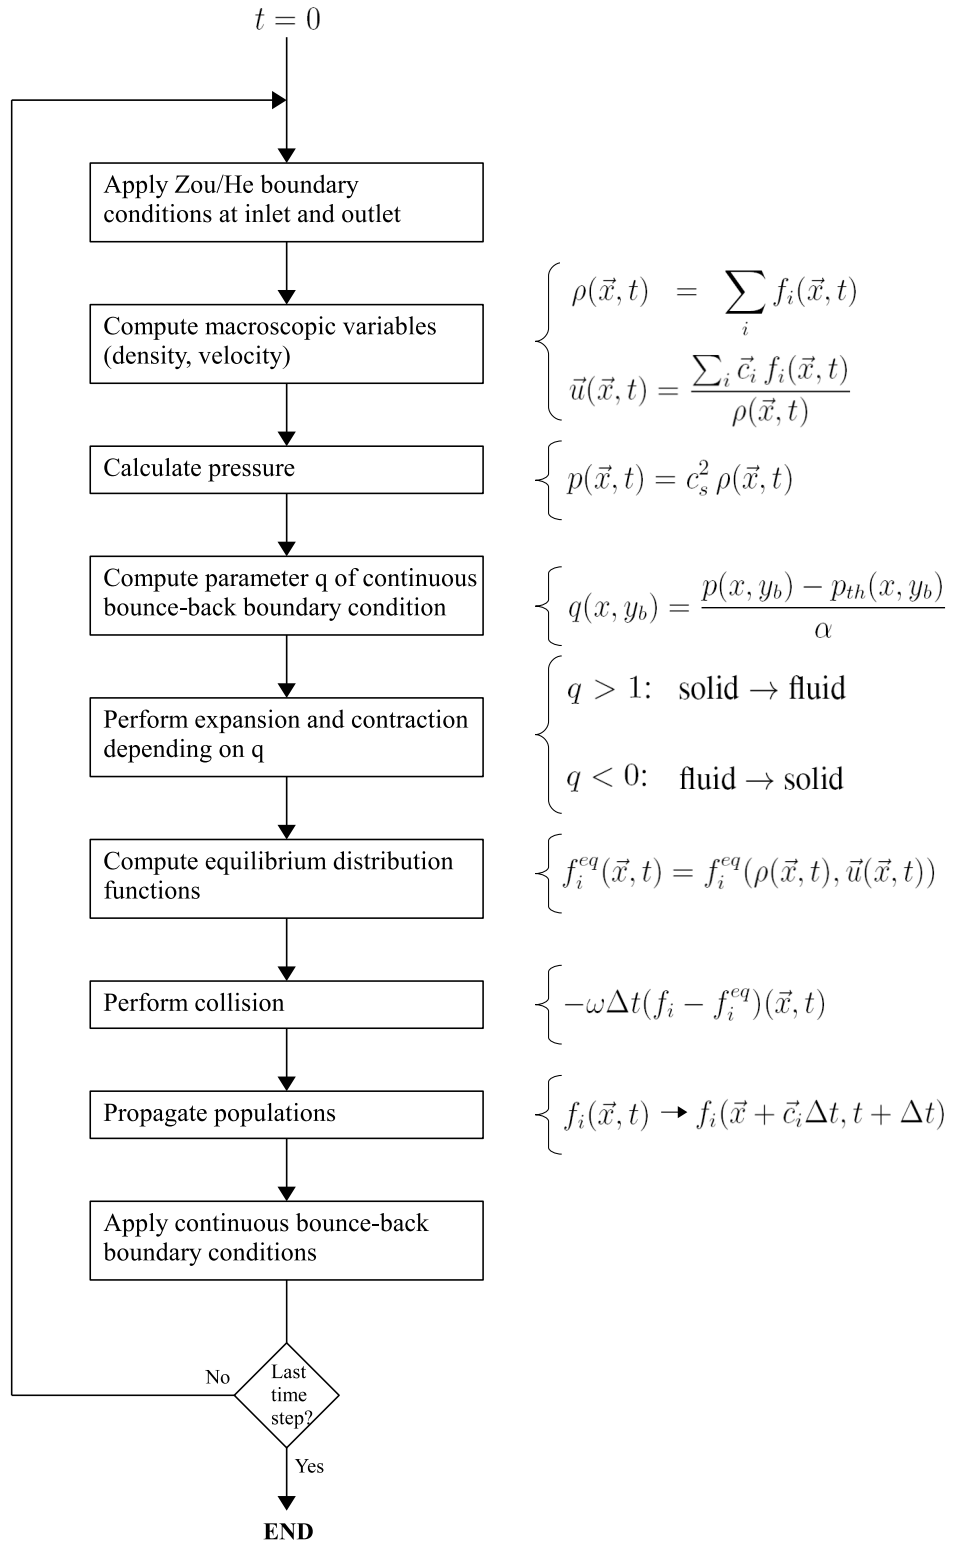 t = 0
Apply Zou/He boundary
conditions at inlet and outlet
Compute macroscopic variables
(density, velocity)
ρ(x⃗, t) = ∑_i f_i(x⃗, t)
u⃗(x⃗, t) = ∑_i c⃗_i f_i(x⃗, t) / ρ(x⃗, t)
Calculate pressure
p(x⃗, t) = c_s^2 ρ(x⃗, t)
Compute parameter q of continuous
bounce-back boundary condition
q(x, y_b) = p(x, y_b) − p_th(x, y_b) / α
Perform expansion and contraction
depending on q
q > 1: solid → fluid
q < 0: fluid → solid
Compute equilibrium distribution
functions
f_i^eq(x⃗, t) = f_i^eq(ρ(x⃗, t), u⃗(x⃗, t))
Perform collision
−ωΔt(f_i − f_i^eq)(x⃗, t)
Propagate populations
f_i(x⃗, t) → f_i(x⃗ + c⃗_iΔt, t + Δt)
Apply continuous bounce-back
boundary conditions
No
Last
time
step?
Yes
END